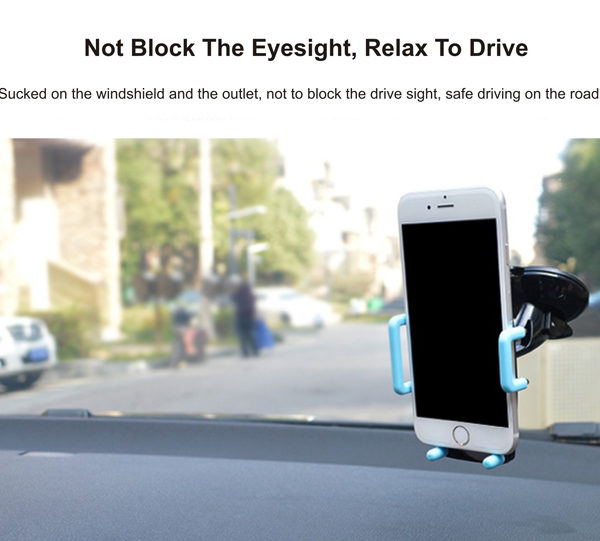 Not Block The Eyesight, Relax To Drive
Sucked on the windshield and the outlet, not to block the drive sight, safe driving on the road